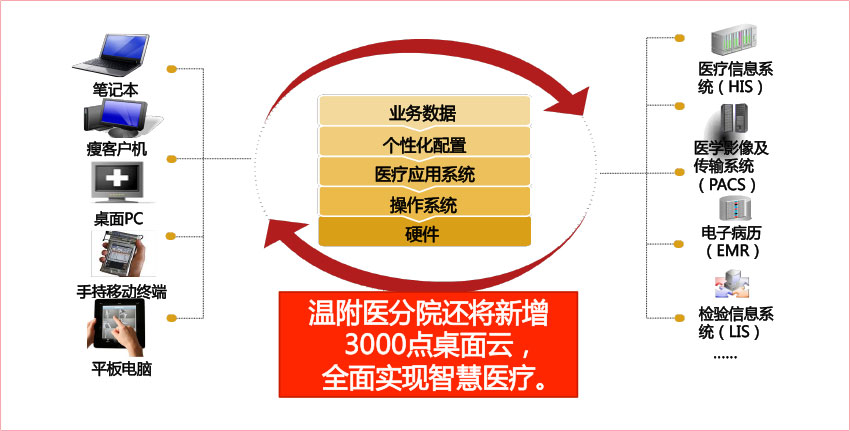 笔记本
瘦客户机
桌面PC
手持移动终端
平板电脑
业务数据
个性化配置
医疗应用系统
操作系统
硬件
温附医分院还将新增
3000点桌面云，
全面实现智慧医疗。
医疗信息系
统（HIS）
医学影像及
传输系统
（PACS）
电子病历
（EMR）
检验信息系
统（LIS）
……